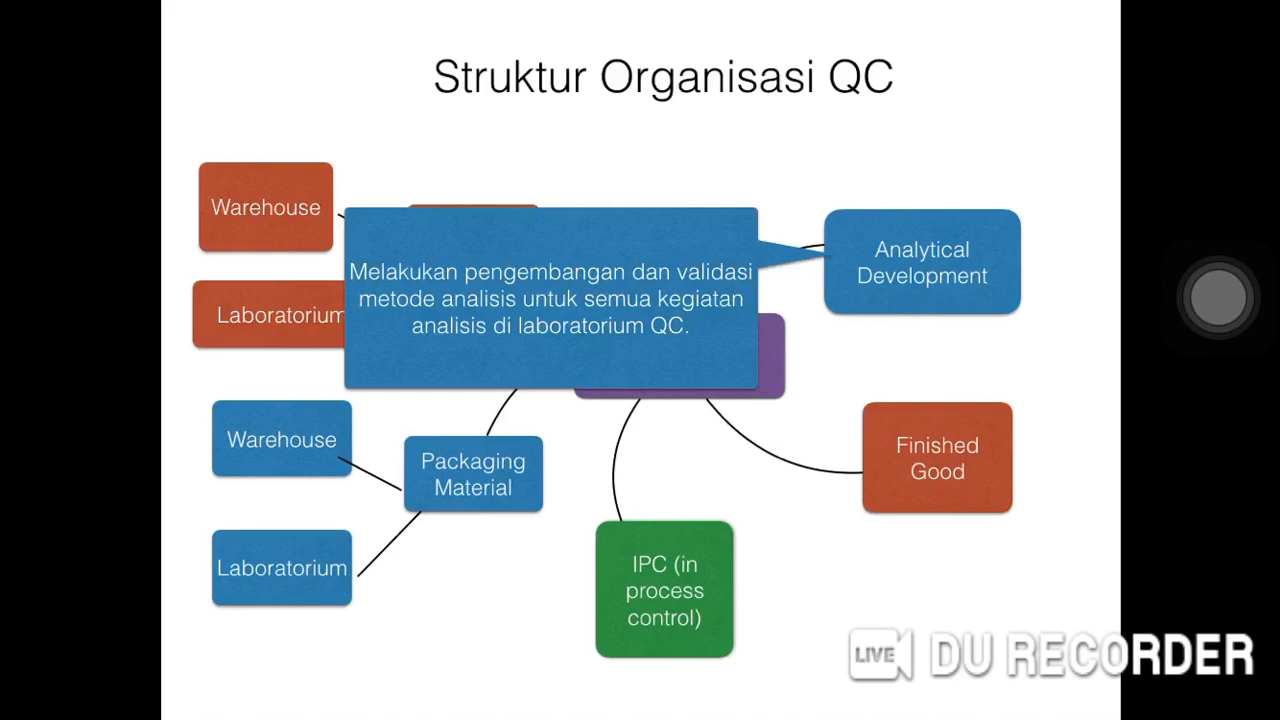 Struktur Organisasi QC
Warehouse
Laboratorium
Melakukan pengembangan dan validasi
metode analisis untuk semua kegiatan
analisis di laboratorium QC.
Analytical
Development
Warehouse
Packaging
Material
Laboratorium
Finished
Good
IPC (in
process
control)
LIVE
DU RECORDER